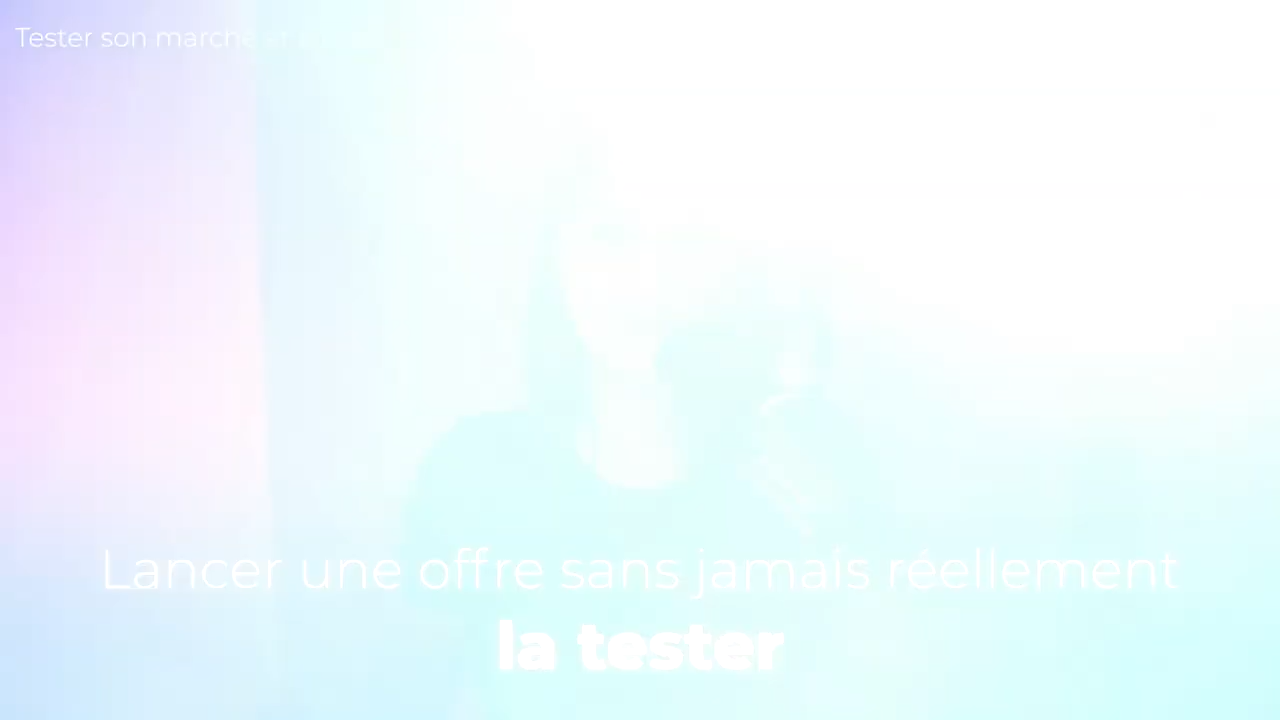 Tester son marché
Lancer une offre sans jamais réellement
la tester